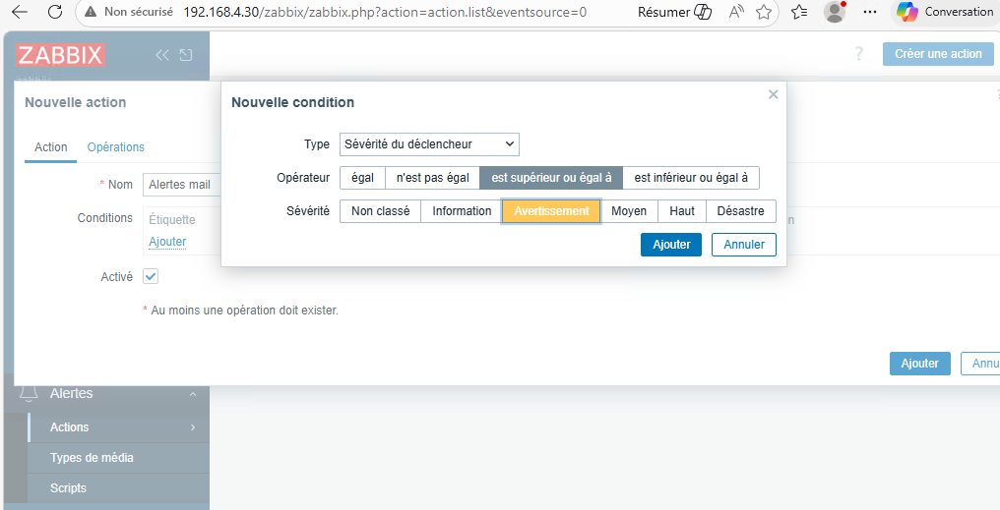 Non sécurisé 192.168.4.30/zabbix/zabbix.php?action=action.list&eventsource=0 Résumer Conversation
ZABBIX
? Créer une action
Nouvelle action
Nouvelle condition
Type Sévérité du déclencheur
Action Opérations
Opérateur égal n'est pas égal est supérieur ou égal à est inférieur ou égal à
* Nom Alertes mail
Sévérité Non classé Information Avertissement Moyen Haut Désastre
Conditions Étiquette
Ajouter
Ajouter Annuler
Activé
* Au moins une opération doit exister.
Ajouter Annu
Alertes
Actions
Types de média
Scripts